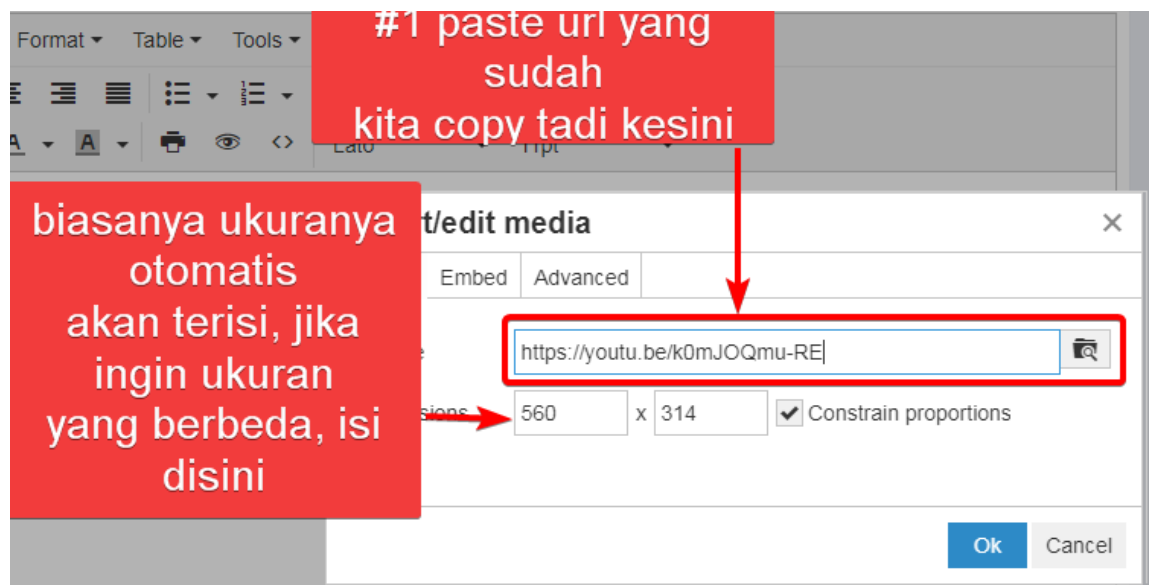 #1 paste url yang
sudah
kita copy tadi kesini
Format Table Tools
A A Lato 11pt
biasanya ukuranya
otomatis
akan terisi, jika
ingin ukuran
yang berbeda, isi
disini
t/edit media
Embed Advanced
https://youtu.be/k0mJOQmu-RE
560 x 314 Constrain proportions
Ok Cancel